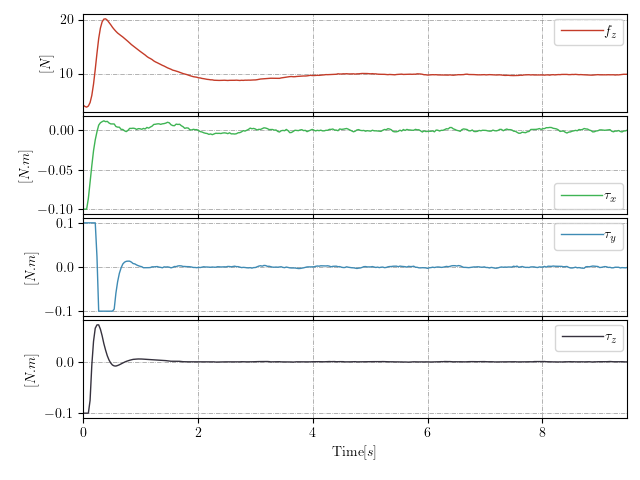 20
10
[N]
f_z
0.00
−0.05
−0.10
[N.m]
τ_x
0.1
0.0
−0.1
[N.m]
τ_y
0.0
−0.1
[N.m]
τ_z
0 2 4 6 8
Time[s]